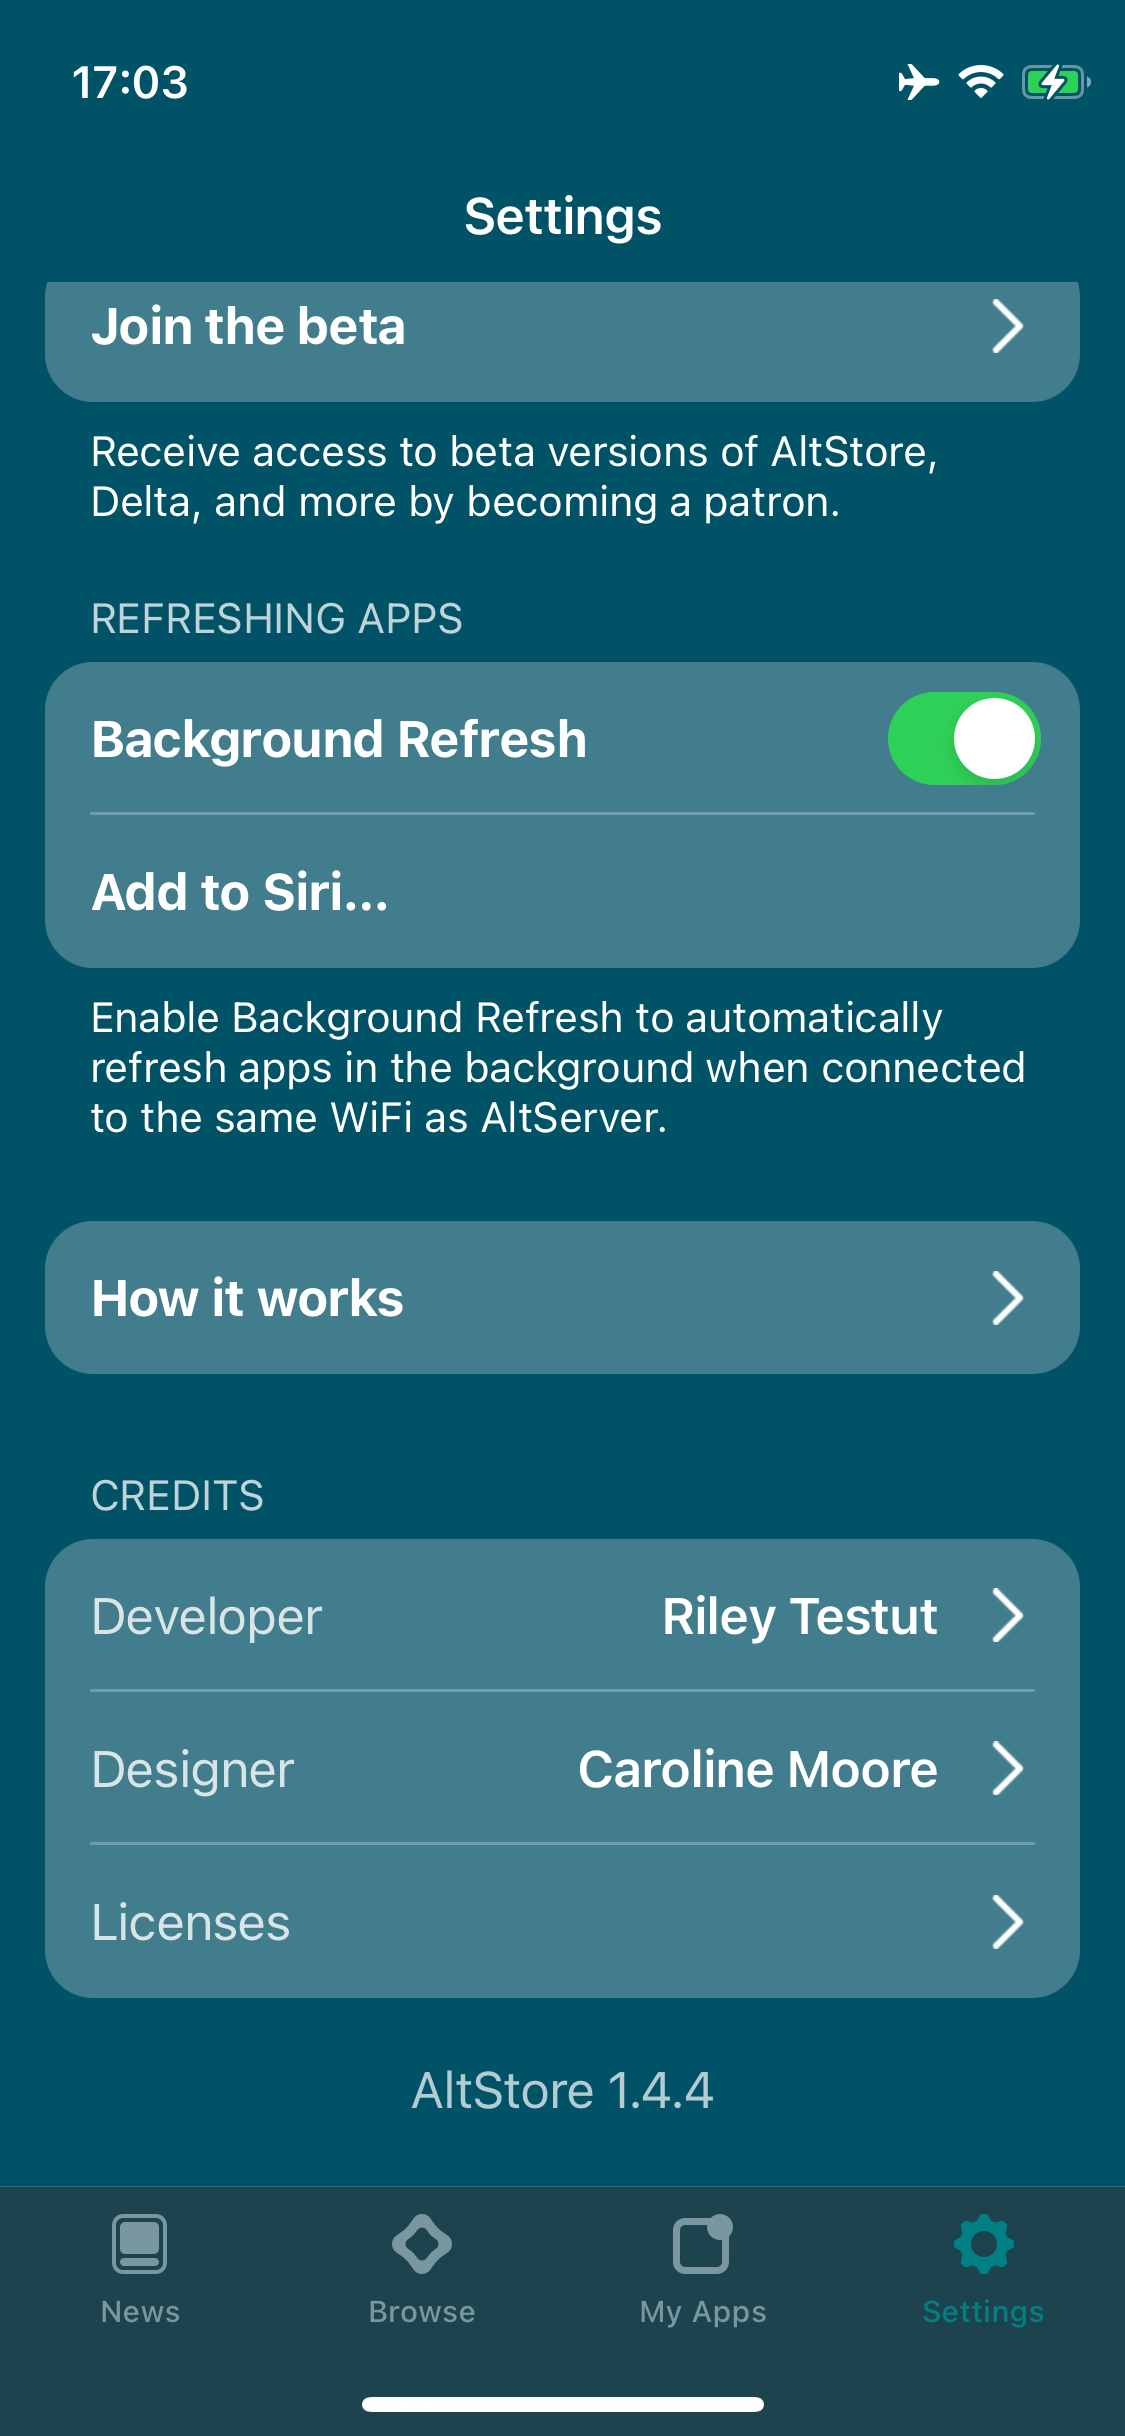 17:03
Settings
Join the beta
Receive access to beta versions of AltStore,
Delta, and more by becoming a patron.
REFRESHING APPS
Background Refresh
Add to Siri...
Enable Background Refresh to automatically
refresh apps in the background when connected
to the same WiFi as AltServer.
How it works
CREDITS
Developer Riley Testut
Designer Caroline Moore
Licenses
AltStore 1.4.4
News Browse My Apps Settings